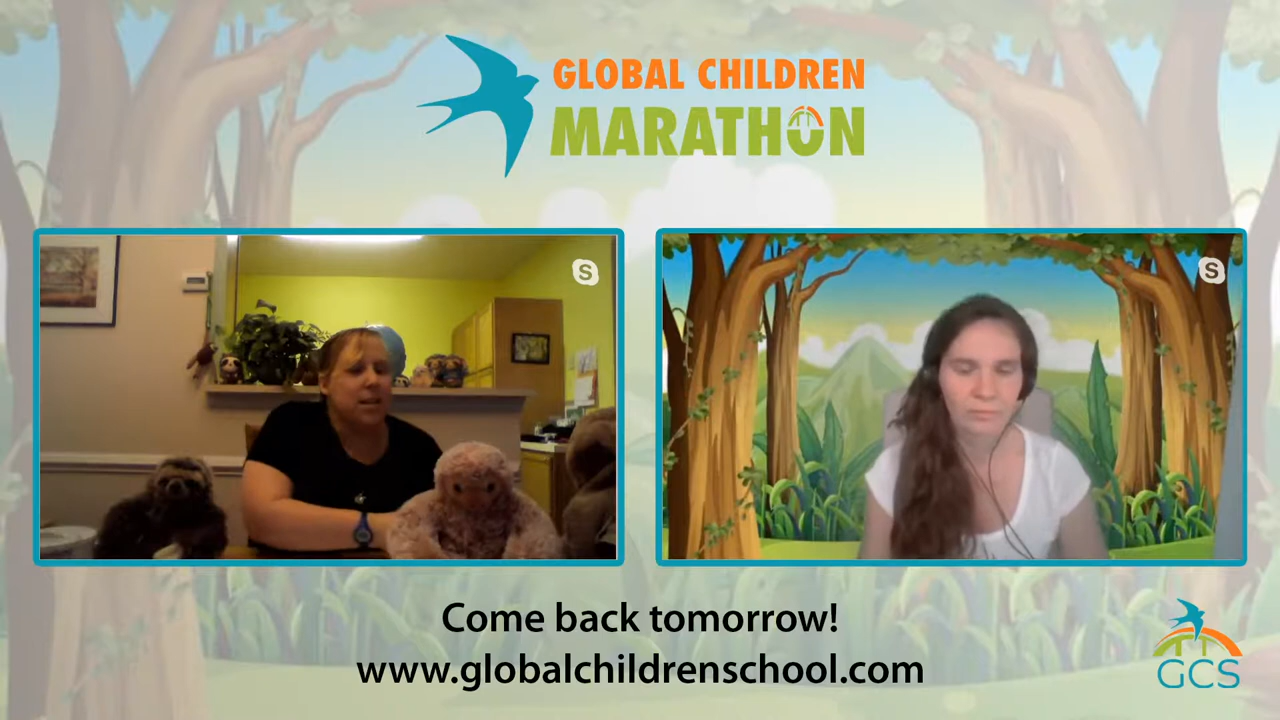 GLOBAL CHILDREN
MARATHON
S
S
Come back tomorrow!
www.globalchildrenschool.com
GCS